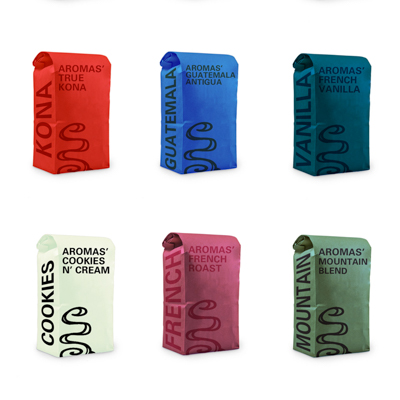 KONA
AROMAS'
TRUE
KONA
GUATEMALA
AROMAS'
GUATEMALA
ANTIGUA
VANILLA
AROMAS'
FRENCH
VANILLA
COOKIES
AROMAS'
COOKIES
N' CREAM
FRENCH
AROMAS'
FRENCH
ROAST
MOUNTAIN
AROMAS'
MOUNTAIN
BLEND